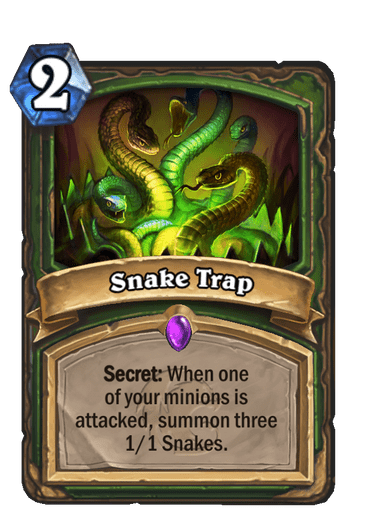 2
Snake Trap
Secret: When one
of your minions is
attacked, summon three
1/1 Snakes.